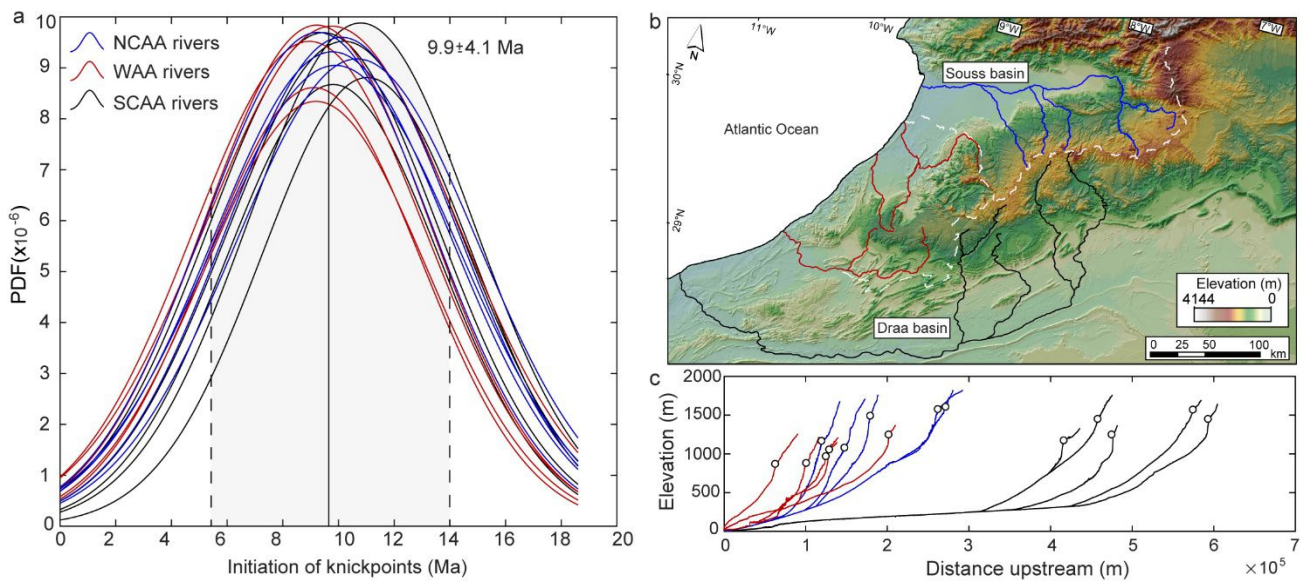 a
NCAA rivers
WAA rivers
SCAA rivers
9.9±4.1 Ma
PDF(x10⁻⁶)
10
9
8
7
6
5
4
3
2
1
0
0 2 4 6 8 10 12 14 16 18 20
Initiation of knickpoints (Ma)
b
N
11°W 10°W 9°W 8°W 7°W
30°N
29°N
Souss basin
Atlantic Ocean
Draa basin
Elevation (m)
4144 0
0 25 50 100
km
c
Elevation (m)
2000
1500
1000
500
0
0 1 2 3 4 5 6 7
Distance upstream (m) ×10⁵